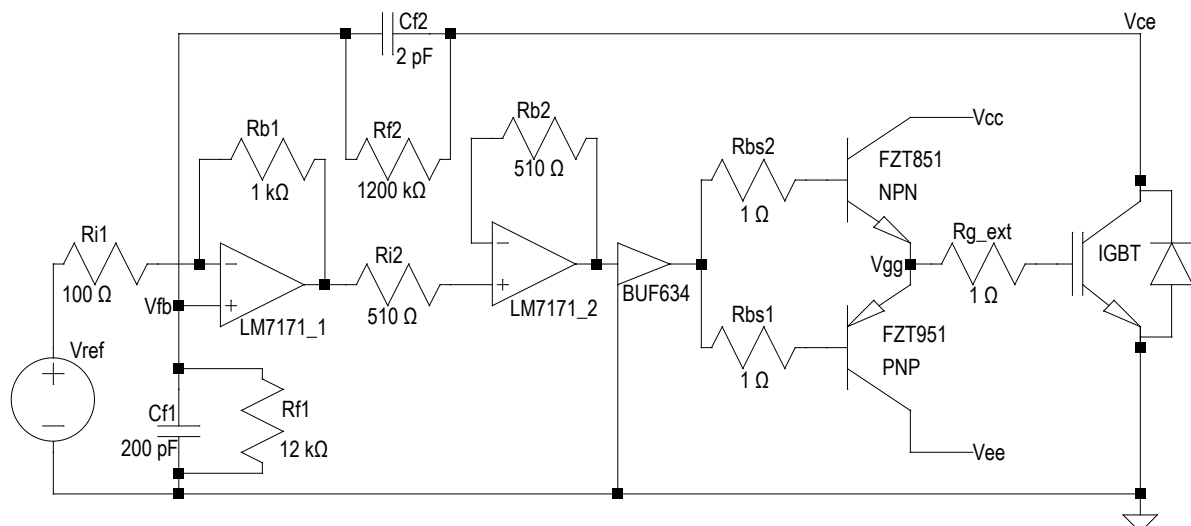 Cf2
2 pF
Vce
Rb1
1 kΩ
Rf2
1200 kΩ
Rb2
510 Ω
Rbs2
1 Ω
Vcc
FZT851
NPN
Ri1
100 Ω
Vfb
LM7171_1
Ri2
510 Ω
LM7171_2
BUF634
Vgg
Rg_ext
1 Ω
IGBT
Rbs1
1 Ω
FZT951
PNP
Vref
Cf1
200 pF
Rf1
12 kΩ
Vee